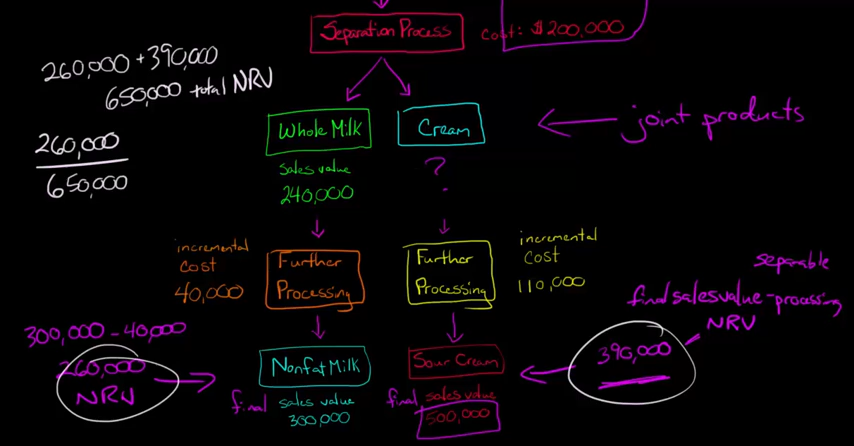 Separation Process
cost: $200,000
260,000 + 390,000
650,000 total NRV
260,000
650,000
Whole Milk
Cream
joint products
sales value
240,000
?
incremental
cost
40,000
Further
Processing
Further
Processing
incremental
cost
110,000
separable
final sales value - processing
NRV
390,000
300,000 - 40,000
260,000
NRV
Nonfat Milk
Sour Cream
final sales value
300,000
final sales value
500,000